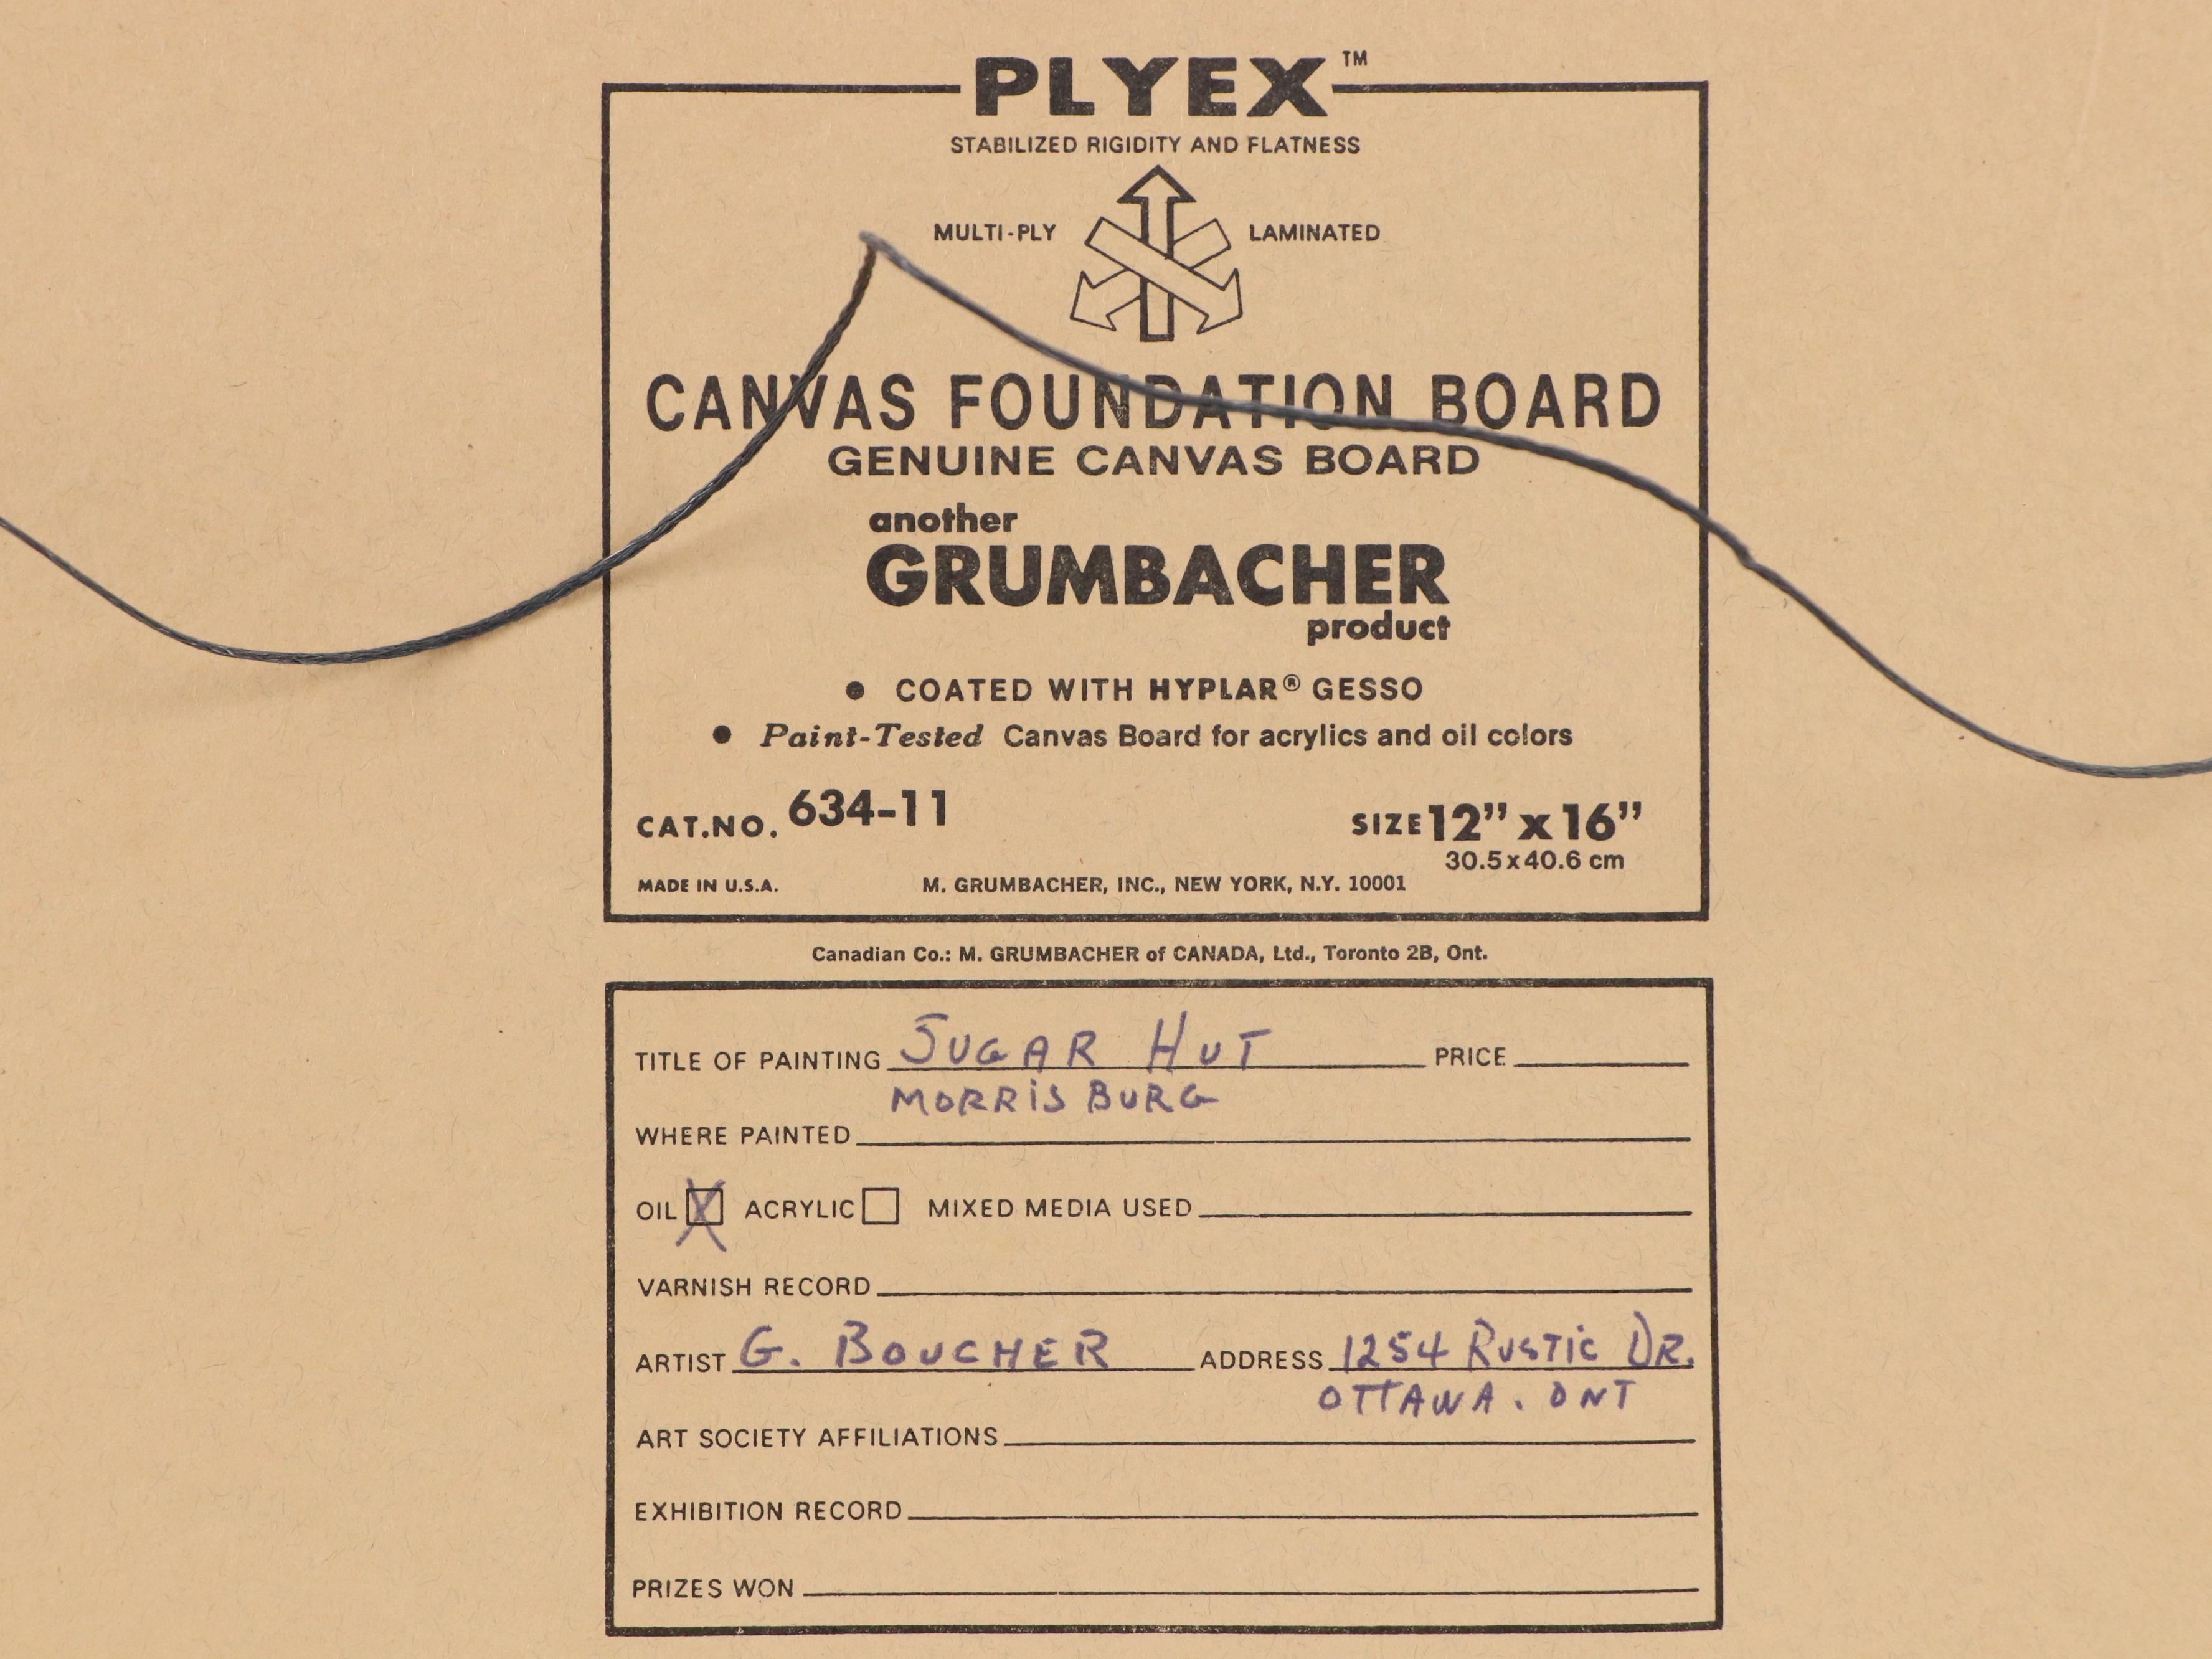 PLYEX™
STABILIZED RIGIDITY AND FLATNESS
MULTI-PLY LAMINATED
CANVAS FOUNDATION BOARD
GENUINE CANVAS BOARD
another
GRUMBACHER
product
• COATED WITH HYPLAR® GESSO
• Paint-Tested Canvas Board for acrylics and oil colors
CAT.NO. 634-11 SIZE 12" x 16"
30.5 x 40.6 cm
MADE IN U.S.A. M. GRUMBACHER, INC., NEW YORK, N.Y. 10001
Canadian Co.: M. GRUMBACHER of CANADA, Ltd., Toronto 2B, Ont.
TITLE OF PAINTING SUGAR HUT PRICE
MORRISBURG
WHERE PAINTED
OIL X ACRYLIC MIXED MEDIA USED
VARNISH RECORD
ARTIST G. BOUCHER ADDRESS 1254 RUSTIC DR.
OTTAWA. ONT
ART SOCIETY AFFILIATIONS
EXHIBITION RECORD
PRIZES WON